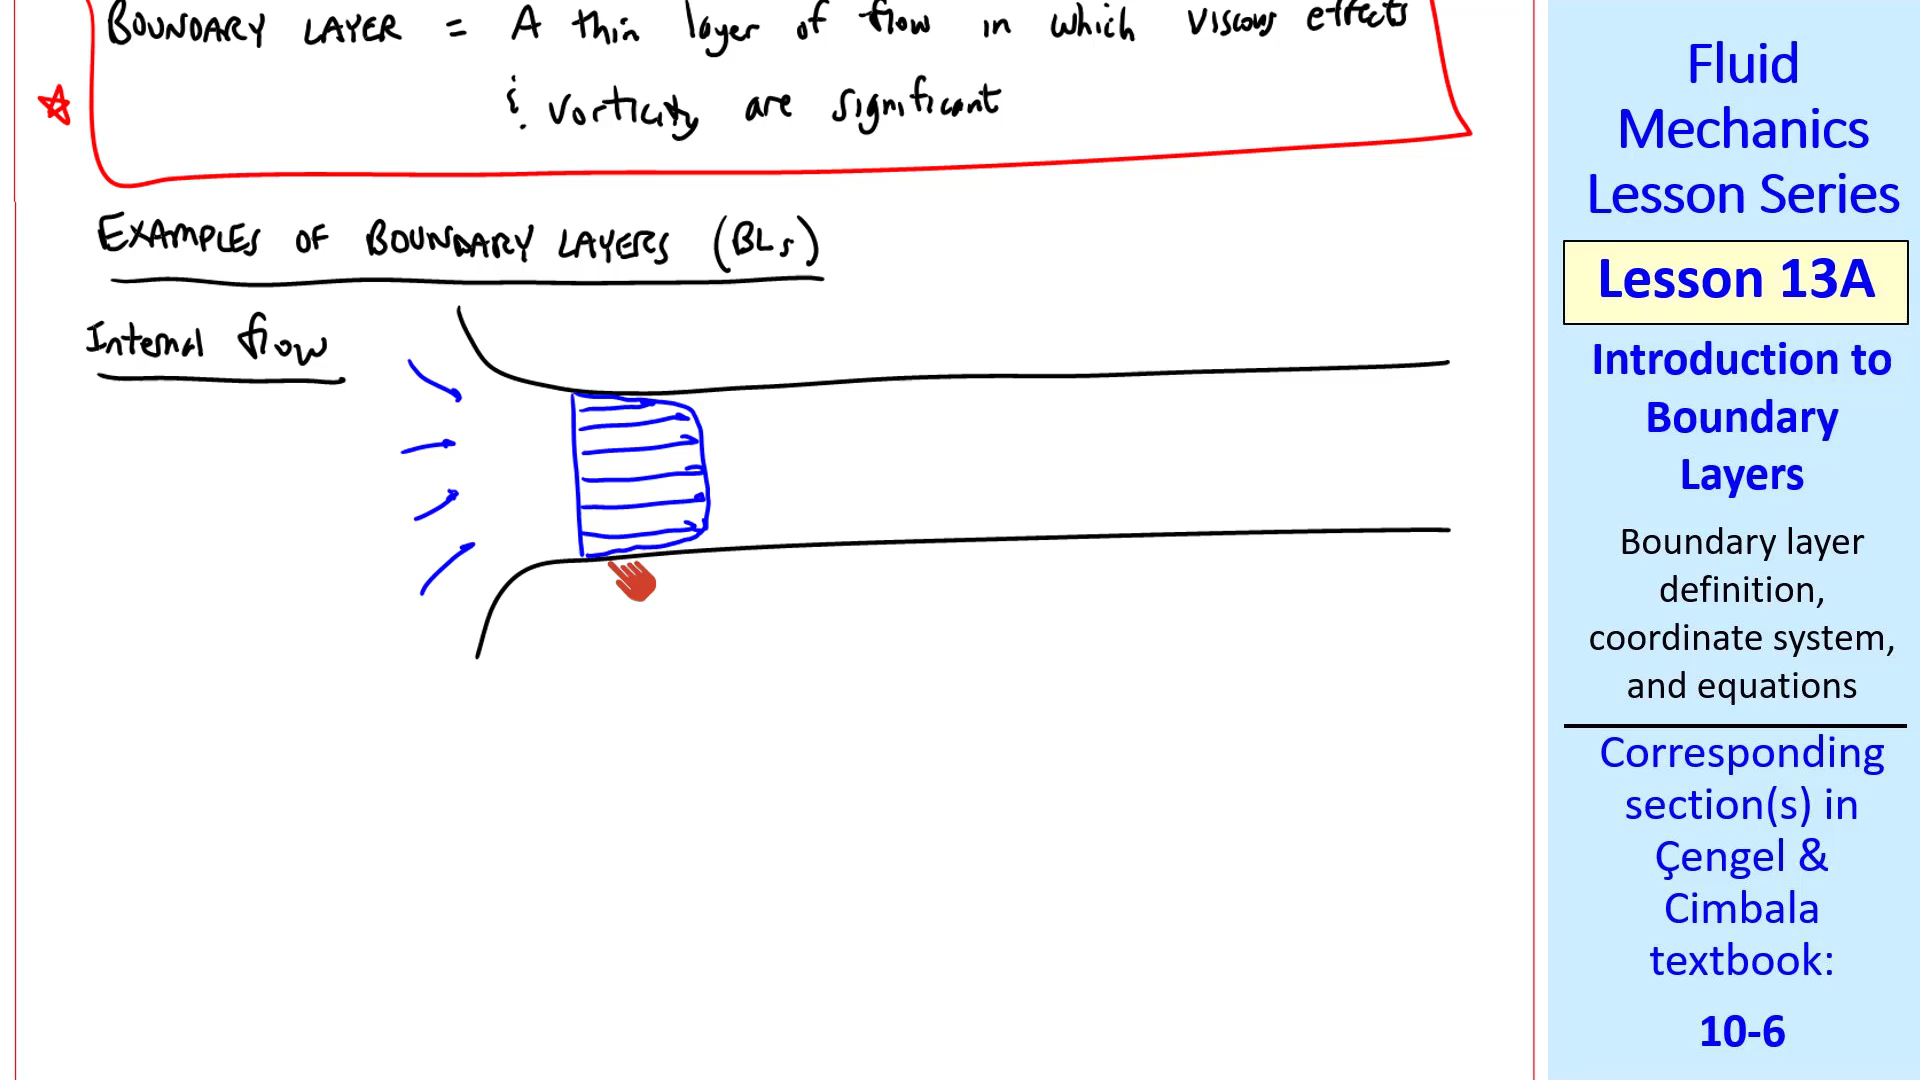 BOUNDARY LAYER = A thin layer of flow in which viscous effects
& vorticity are significant
EXAMPLES OF BOUNDARY LAYERS (BLs)
Internal flow
Fluid
Mechanics
Lesson Series
Lesson 13A
Introduction to
Boundary
Layers
Boundary layer
definition,
coordinate system,
and equations
Corresponding
section(s) in
Çengel &
Cimbala
textbook:
10-6